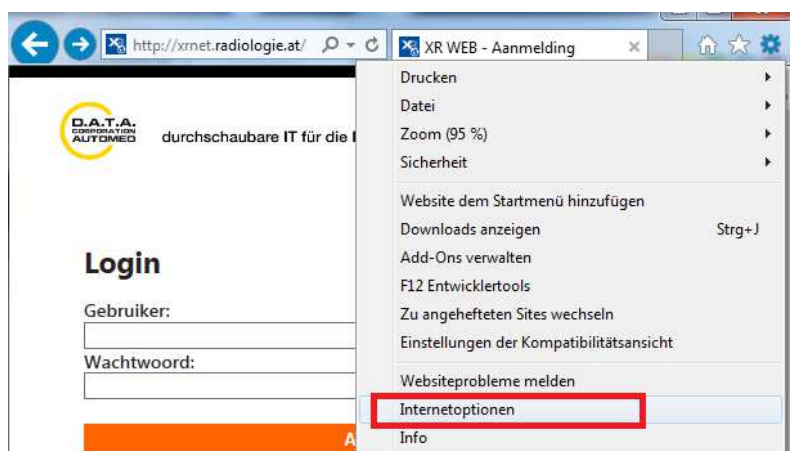 http://xrnet.radiologie.at/
XR WEB - Aanmelding
D.A.T.A.
CORPORATION
AUTOMED
durchschaubare IT für die
Login
Gebruiker:
Wachtwoord:
A
Drucken
Datei
Zoom (95 %)
Sicherheit
Website dem Startmenü hinzufügen
Downloads anzeigen Strg+J
Add-Ons verwalten
F12 Entwicklertools
Zu angehefteten Sites wechseln
Einstellungen der Kompatibilitätsansicht
Websiteprobleme melden
Internetoptionen
Info